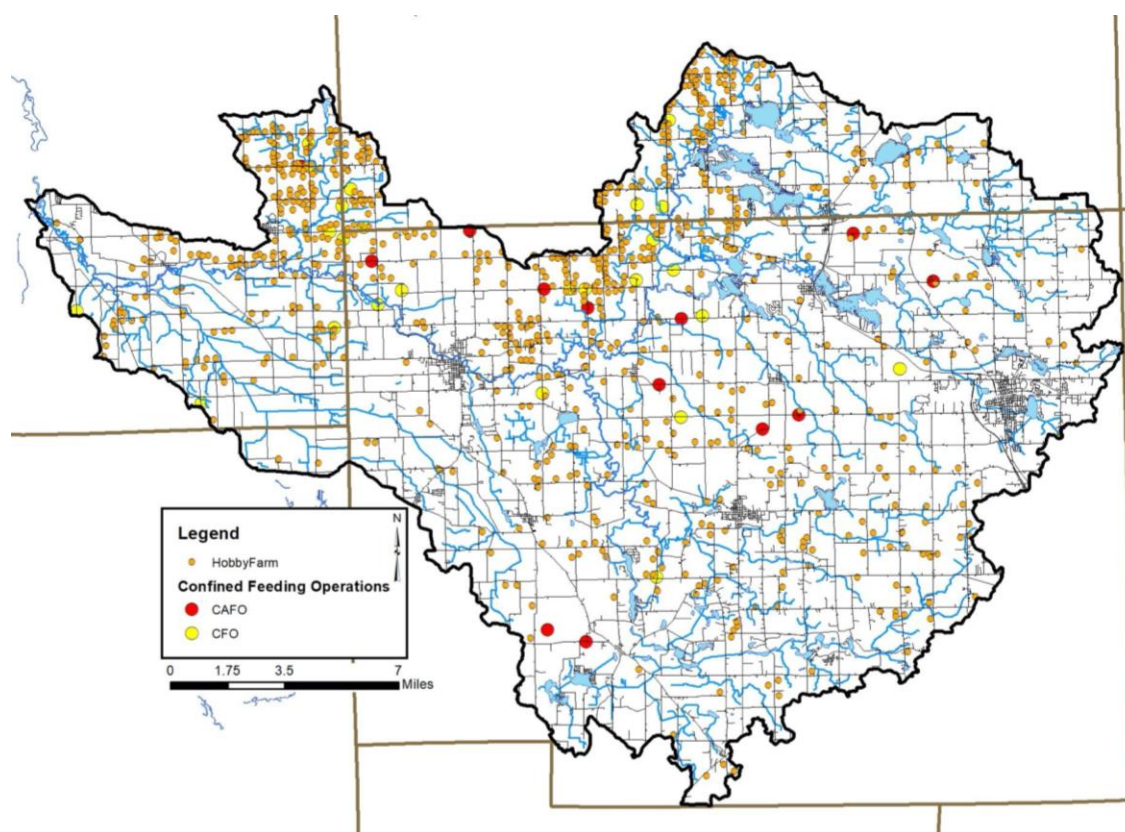 Legend
N
HobbyFarm
Confined Feeding Operations
CAFO
CFO
0 1.75 3.5 7
Miles